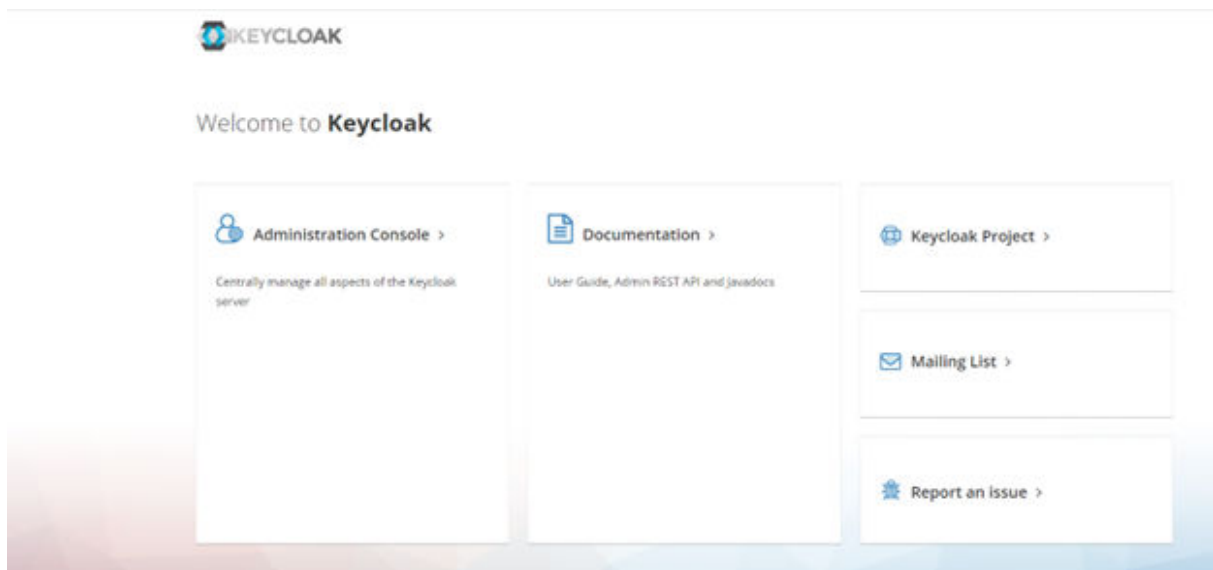 KEYCLOAK
Welcome to Keycloak
Administration Console >
Centrally manage all aspects of the Keycloak
server
Documentation >
User Guide, Admin REST API and Javadocs
Keycloak Project >
Mailing List >
Report an issue >